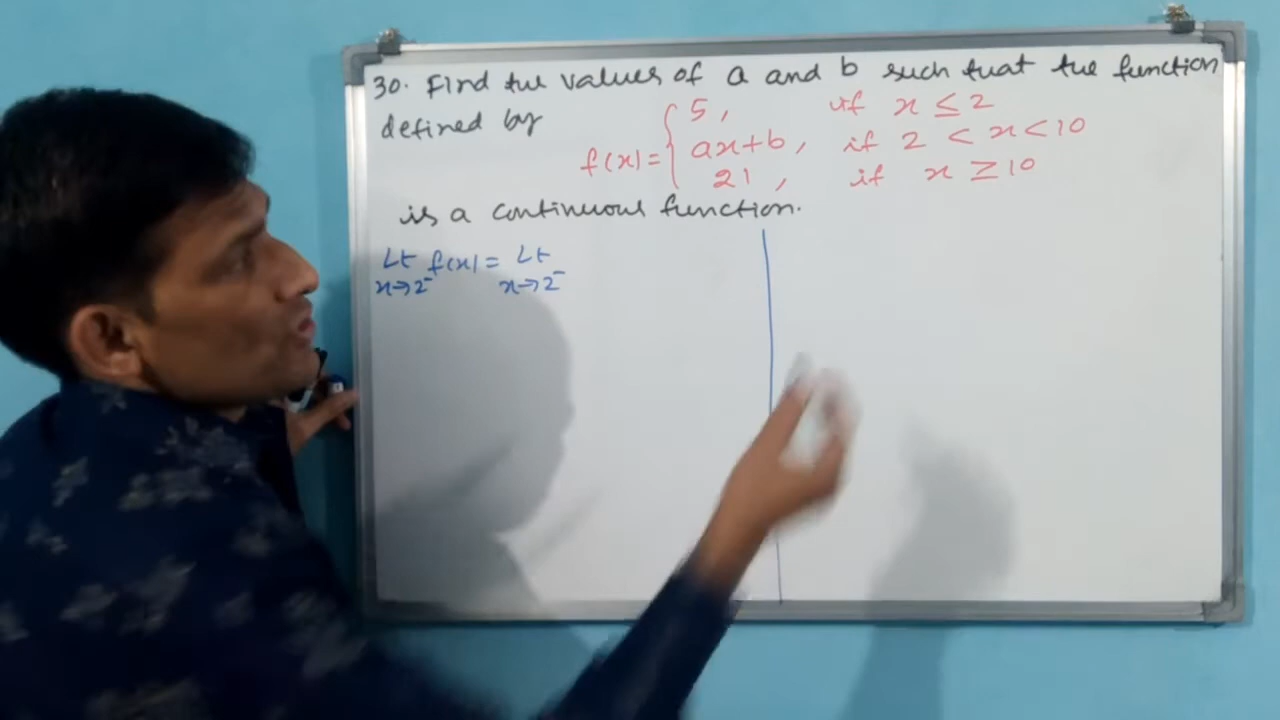 30. Find the values of a and b such that the function
defined by
f(x) = { 5, if x ≤ 2
ax+b, if 2 < x < 10
21, if x ≥ 10
is a continuous function.
Lt f(x) = Lt
x→2⁻ x→2⁻